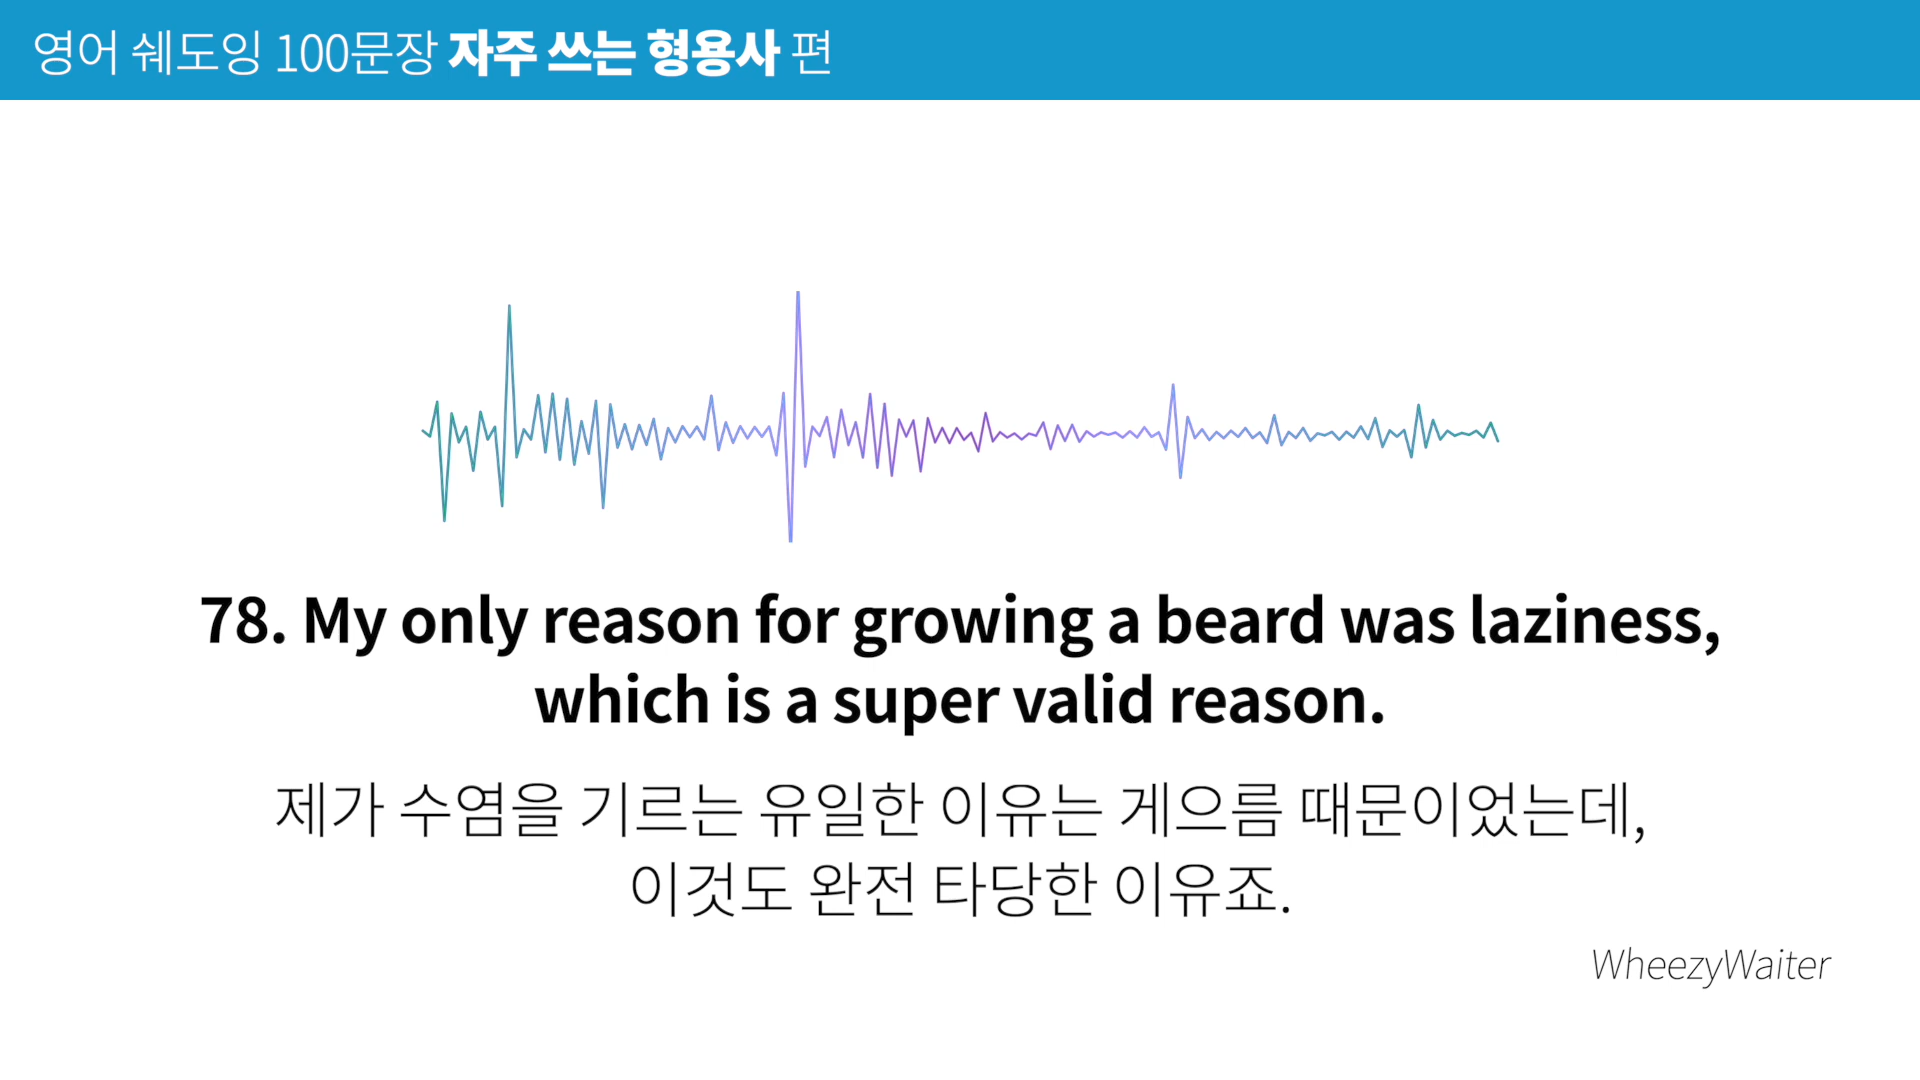 영어 쉐도잉 100문장 자주 쓰는 형용사 편
78. My only reason for growing a beard was laziness,
which is a super valid reason.
제가 수염을 기르는 유일한 이유는 게으름 때문이었는데,
이것도 완전 타당한 이유죠.
WheezyWaiter